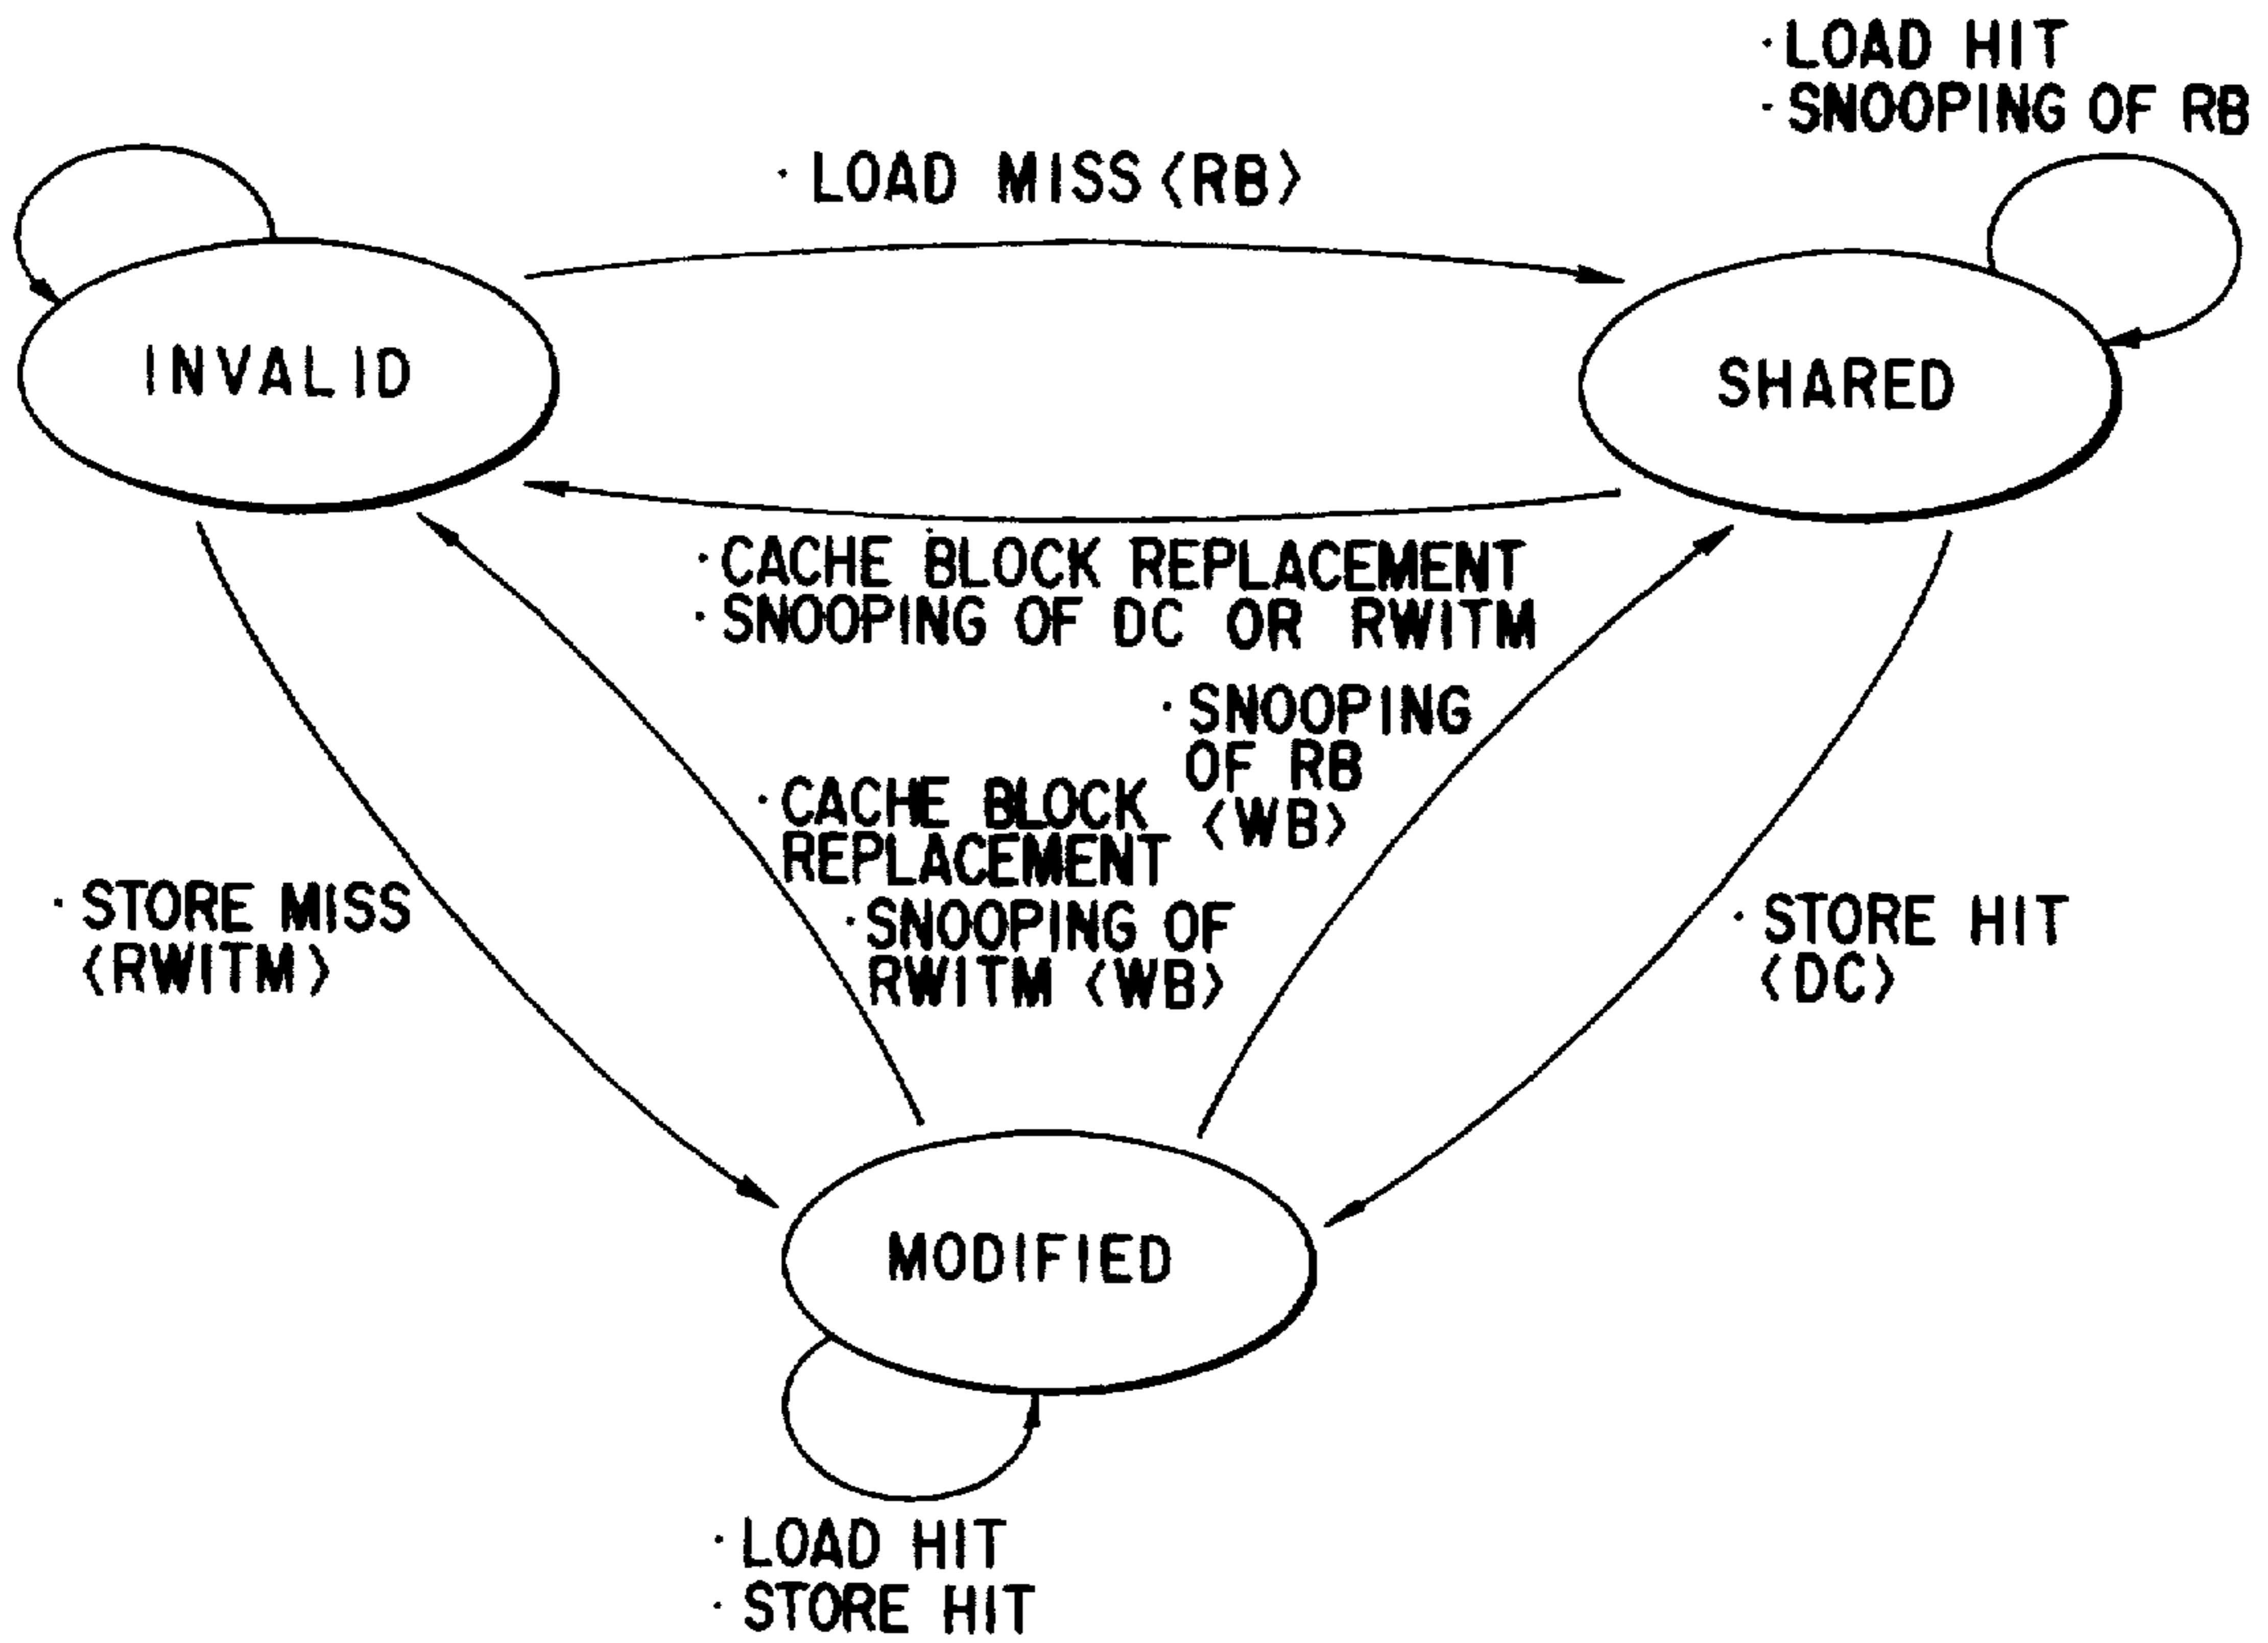 · LOAD HIT
· SNOOPING OF RB
· LOAD MISS 〈RB〉
INVALID
SHARED
· CACHE BLOCK REPLACEMENT
· SNOOPING OF DC OR RWITM
· SNOOPING
OF RB
〈WB〉
· CACHE BLOCK
REPLACEMENT
· SNOOPING OF
RWITM 〈WB〉
· STORE MISS
〈RWITM〉
· STORE HIT
〈DC〉
MODIFIED
· LOAD HIT
· STORE HIT